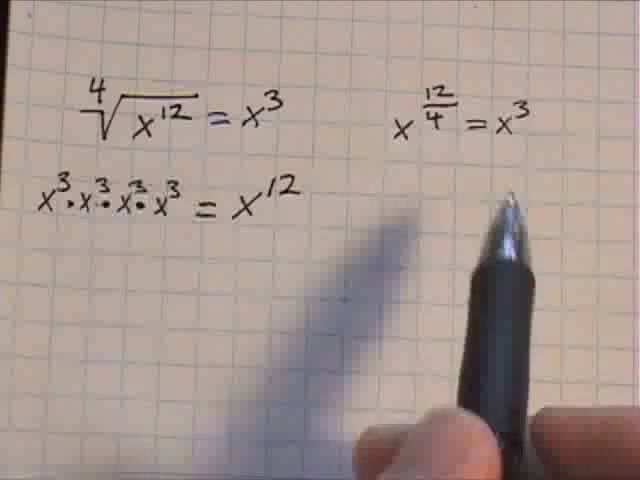 ⁴√x¹² = x³
x^(12/4) = x³
x³·x³·x³·x³ = x¹²